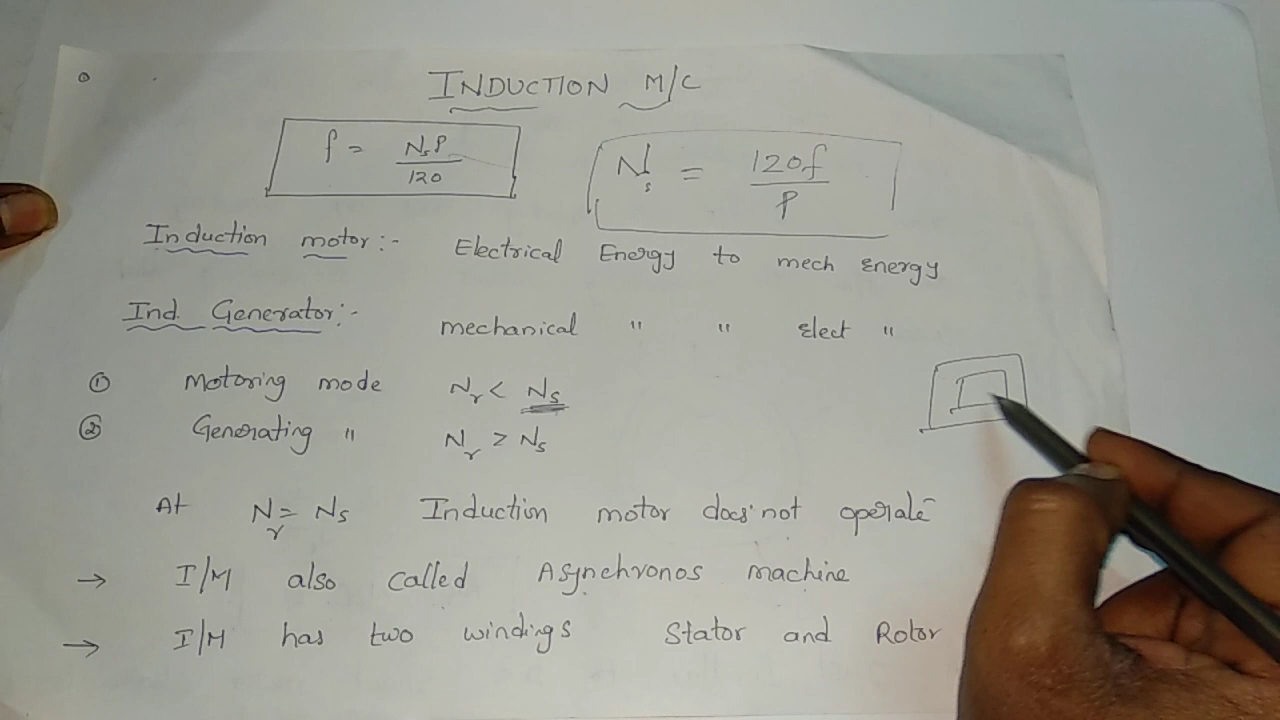 INDUCTION M/C
f = NsP/120
Ns = 120f/P
Induction motor:- Electrical Energy to mech energy
Ind. Generator:- mechanical " " Elect "
① Motoring mode Nr < Ns
② Generating " Nr > Ns
At Nr = Ns Induction motor does not operate
→ I/M also called Asynchronos machine
→ I/M has two windings Stator and Rotor